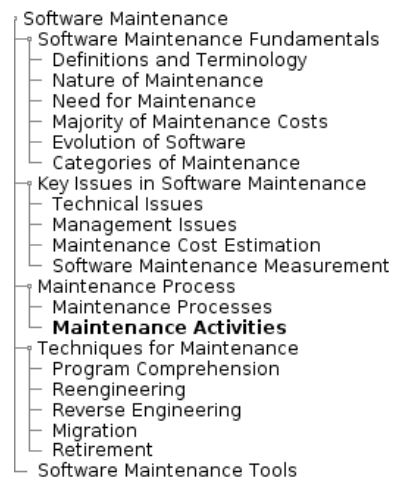 Software Maintenance
Software Maintenance Fundamentals
Definitions and Terminology
Nature of Maintenance
Need for Maintenance
Majority of Maintenance Costs
Evolution of Software
Categories of Maintenance
Key Issues in Software Maintenance
Technical Issues
Management Issues
Maintenance Cost Estimation
Software Maintenance Measurement
Maintenance Process
Maintenance Processes
Maintenance Activities
Techniques for Maintenance
Program Comprehension
Reengineering
Reverse Engineering
Migration
Retirement
Software Maintenance Tools